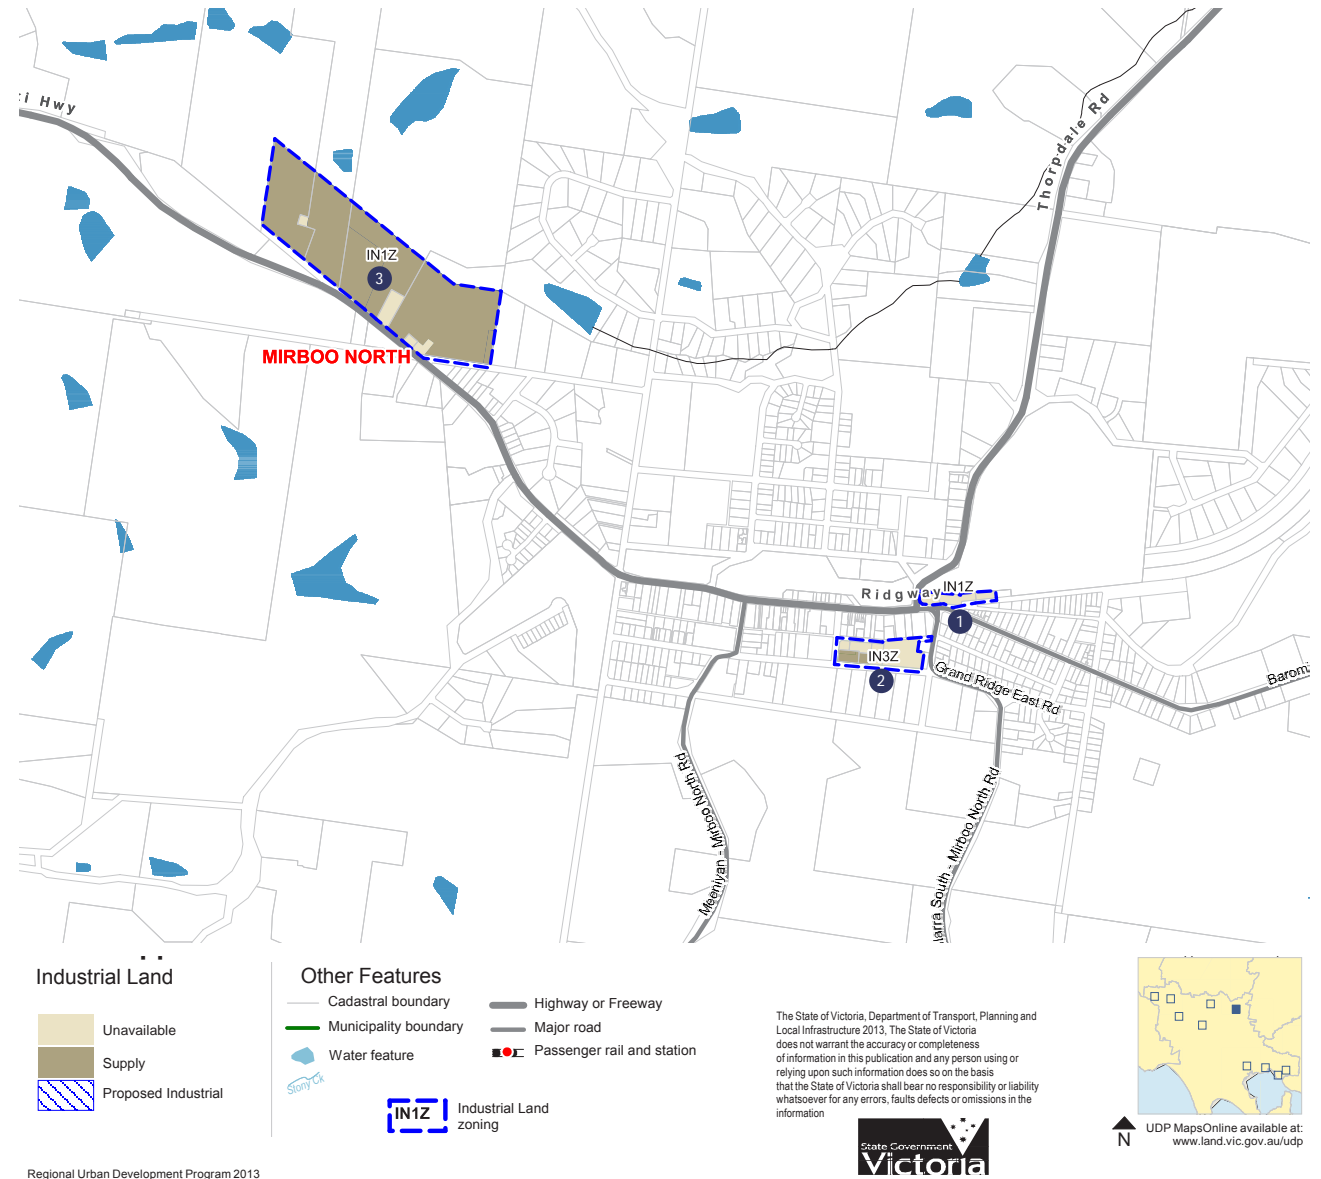 Hwy
Thorpdale Rd
IN1Z
3
MIRBOO NORTH
Ridgway
IN1Z
1
IN3Z
2
Grand Ridge East Rd
Meeniyan - Mirboo North Rd
South - Mirboo North Rd
Industrial Land
Unavailable
Supply
Proposed Industrial
Other Features
Cadastral boundary
Municipality boundary
Water feature
Stony Ck
Highway or Freeway
Major road
Passenger rail and station
IN1Z
Industrial Land
zoning
The State of Victoria, Department of Transport, Planning and
Local Infrastructure 2013, The State of Victoria
does not warrant the accuracy or completeness
of information in this publication and any person using or
relying upon such information does so on the basis
that the State of Victoria shall bear no responsibility or liability
whatsoever for any errors, faults defects or omissions in the
information
State Government
Victoria
N
UDP MapsOnline available at:
www.land.vic.gov.au/udp
Regional Urban Development Program 2013